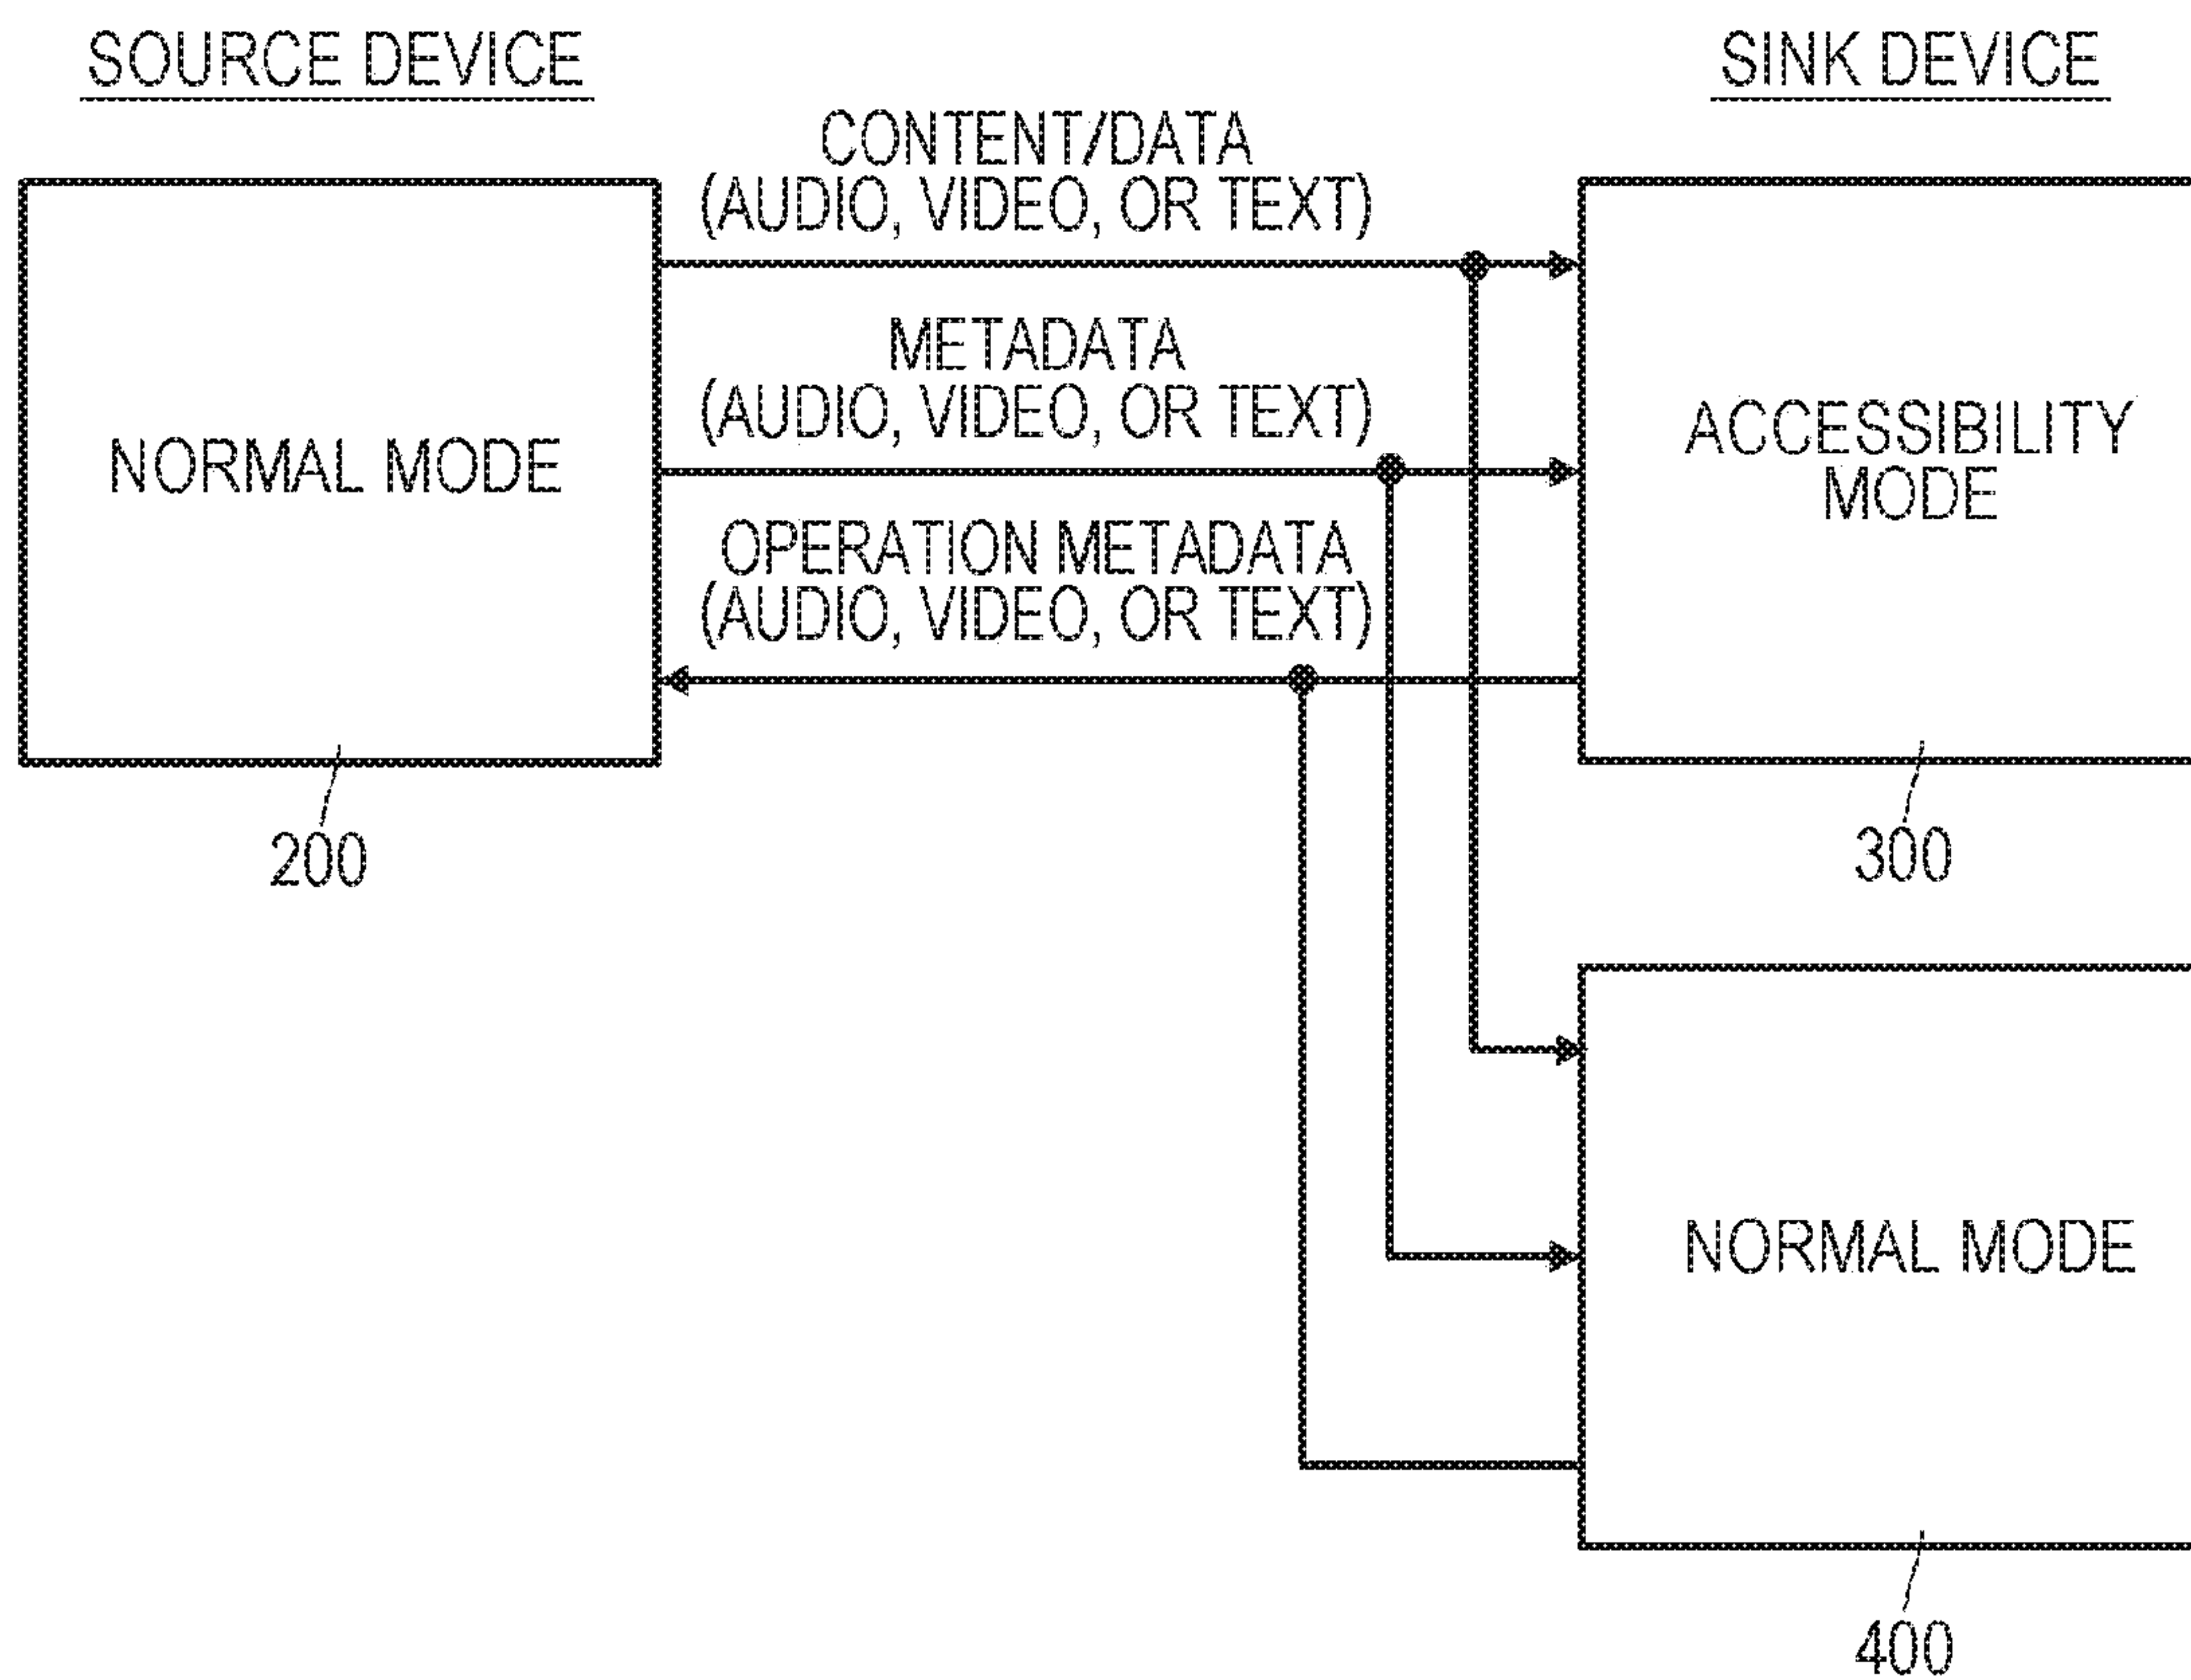 SOURCE DEVICE
SINK DEVICE
CONTENT/DATA
(AUDIO, VIDEO, OR TEXT)
METADATA
(AUDIO, VIDEO, OR TEXT)
OPERATION METADATA
(AUDIO, VIDEO, OR TEXT)
NORMAL MODE
ACCESSIBILITY
MODE
200
300
NORMAL MODE
400